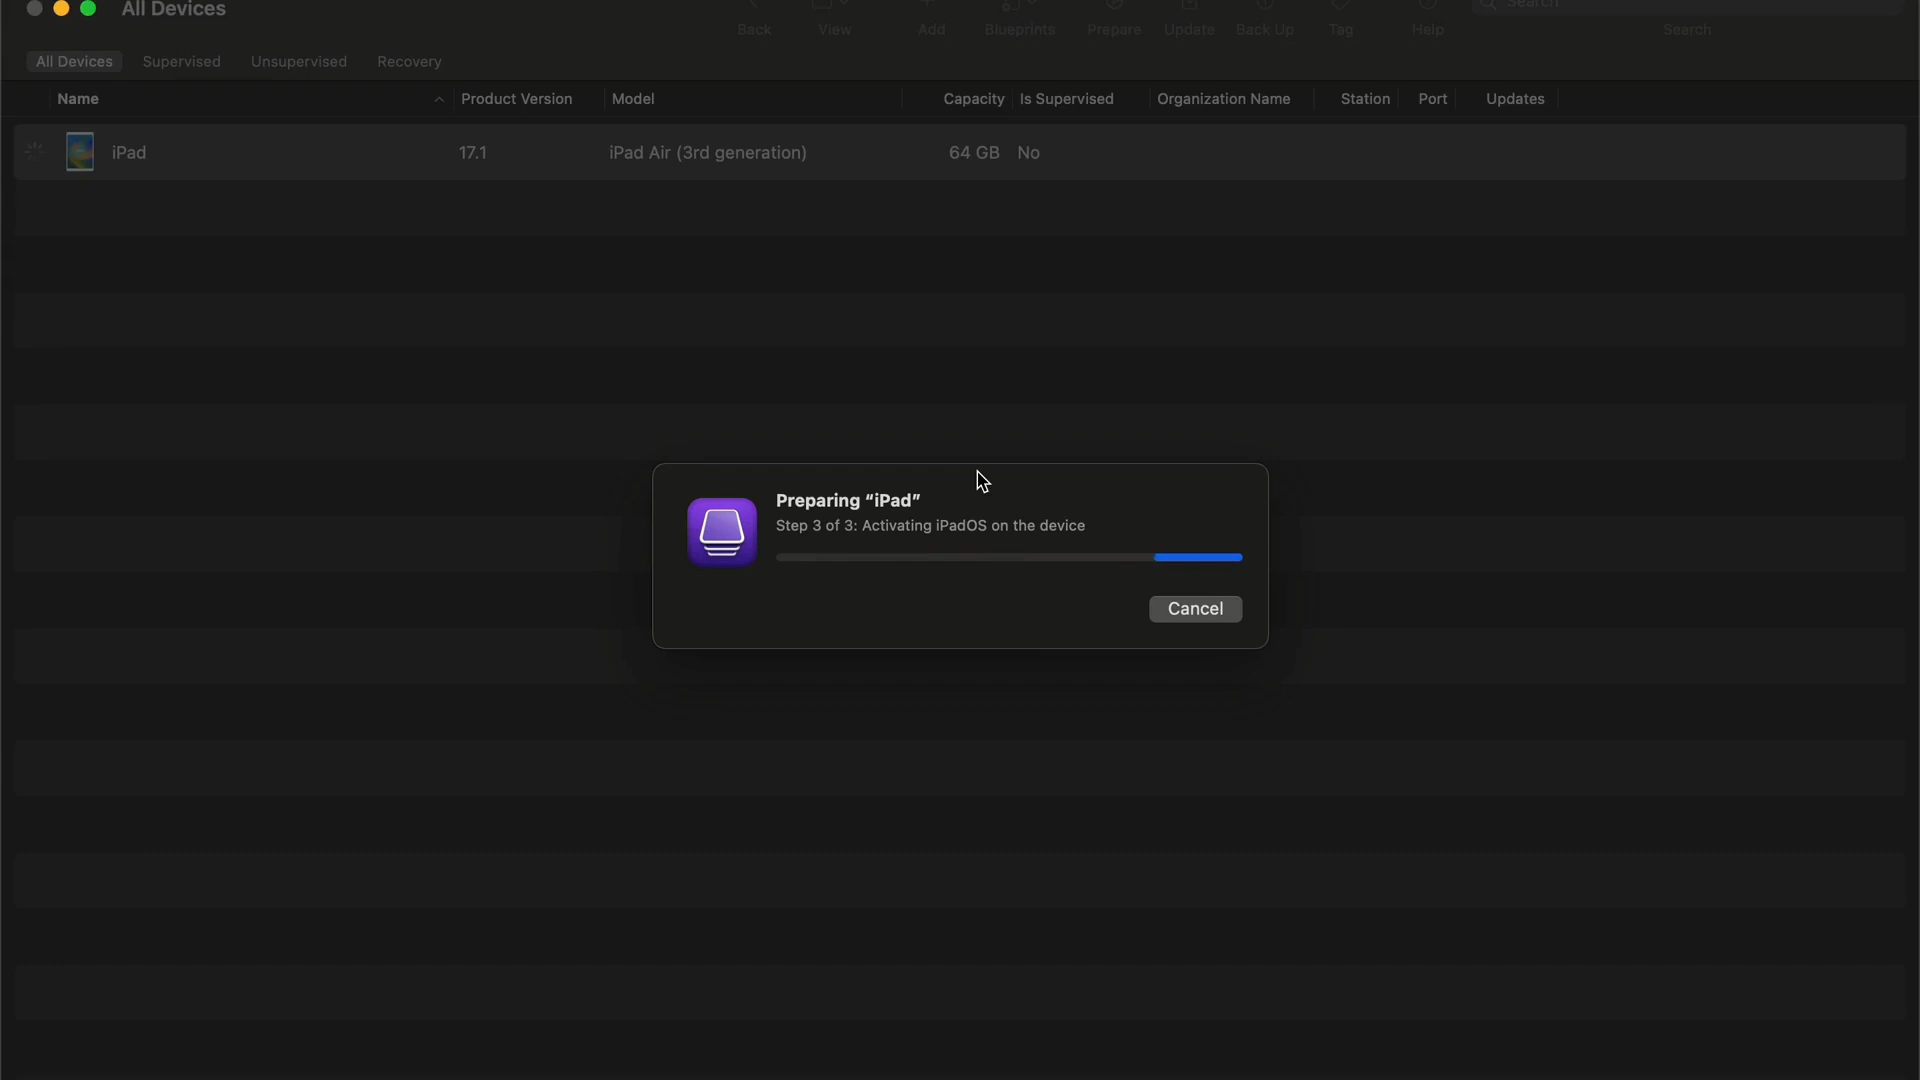 All Devices
Back View Add Blueprints Prepare Update Back Up Tag Help Search
Search
All Devices Supervised Unsupervised Recovery
Name Product Version Model Capacity Is Supervised Organization Name Station Port Updates
iPad 17.1 iPad Air (3rd generation) 64 GB No
Preparing “iPad”
Step 3 of 3: Activating iPadOS on the device
Cancel